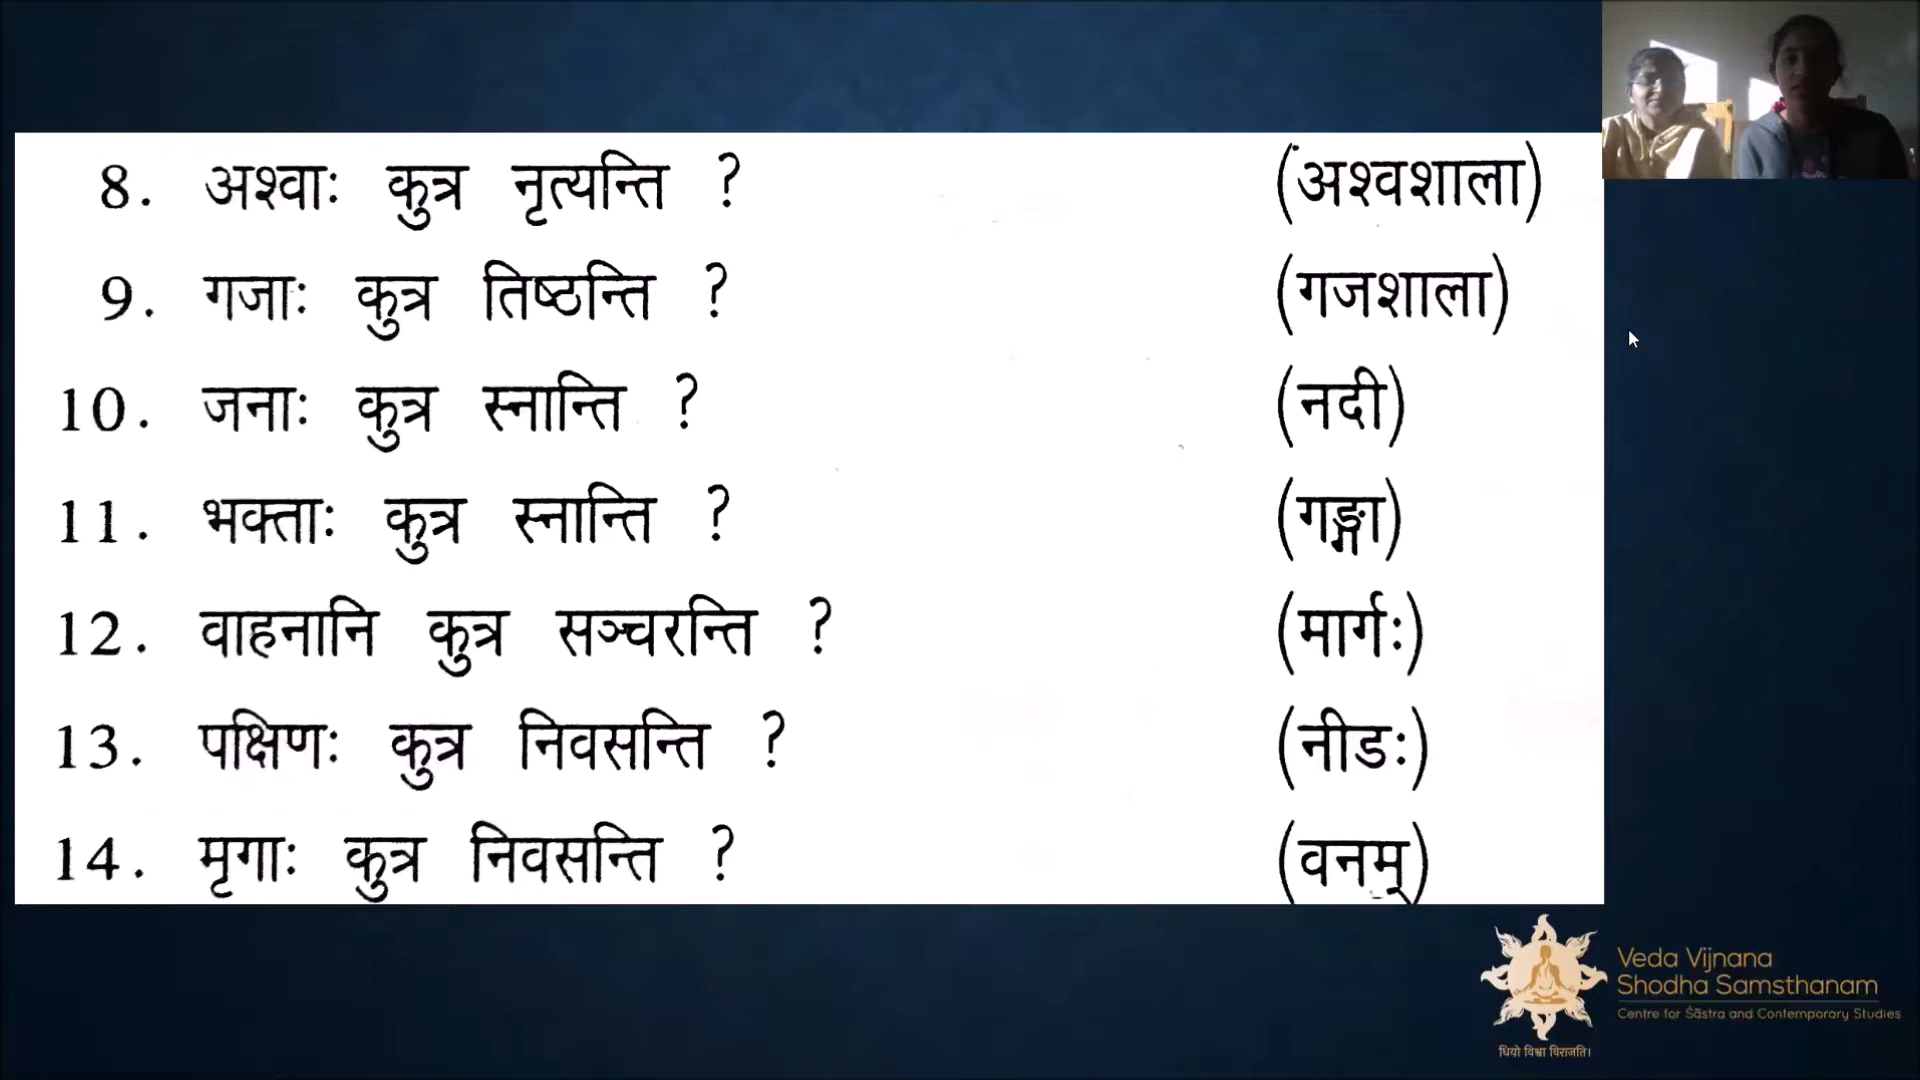 8. अश्वाः कुत्र नृत्यन्ति ? (अश्वशाला)
9. गजाः कुत्र तिष्ठन्ति ? (गजशाला)
10. जनाः कुत्र स्नान्ति ? (नदी)
11. भक्ताः कुत्र स्नान्ति ? (गङ्गा)
12. वाहनानि कुत्र सञ्चरन्ति ? (मार्गः)
13. पक्षिणः कुत्र निवसन्ति ? (नीडः)
14. मृगाः कुत्र निवसन्ति ? (वनम्)
Veda Vijnana
Shodha Samsthanam
Centre for Śāstra and Contemporary Studies
धियो विश्वा विराजति।